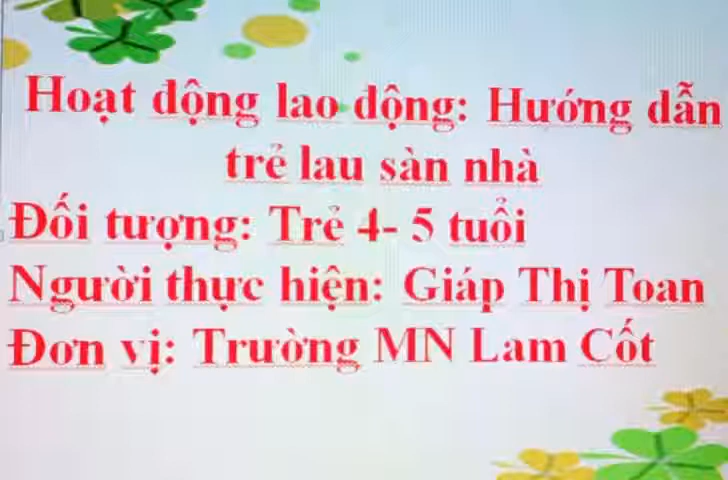 Hoạt động lao động: Hướng dẫn
trẻ lau sàn nhà
Đối tượng: Trẻ 4- 5 tuổi
Người thực hiện: Giáp Thị Toan
Đơn vị: Trường MN Lam Cốt